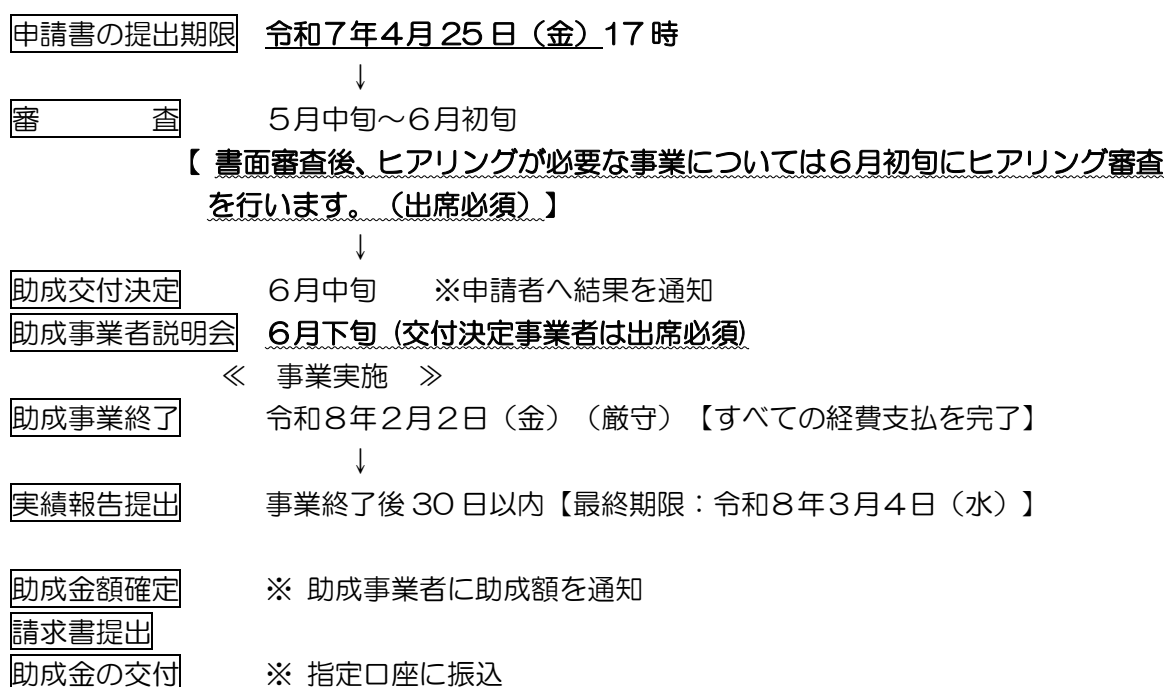 申請書の提出期限 令和7年4月25日（金）17時
↓
審 査 5月中旬～6月初旬
【 書面審査後、ヒアリングが必要な事業については6月初旬にヒアリング審査
を行います。（出席必須）】
↓
助成交付決定 6月中旬 ※申請者へ結果を通知
助成事業者説明会 6月下旬（交付決定事業者は出席必須）
≪ 事業実施 ≫
助成事業終了 令和8年2月2日（金）（厳守）【すべての経費支払を完了】
↓
実績報告提出 事業終了後30日以内【最終期限：令和8年3月4日（水）】
助成金額確定 ※ 助成事業者に助成額を通知
請求書提出
助成金の交付 ※ 指定口座に振込